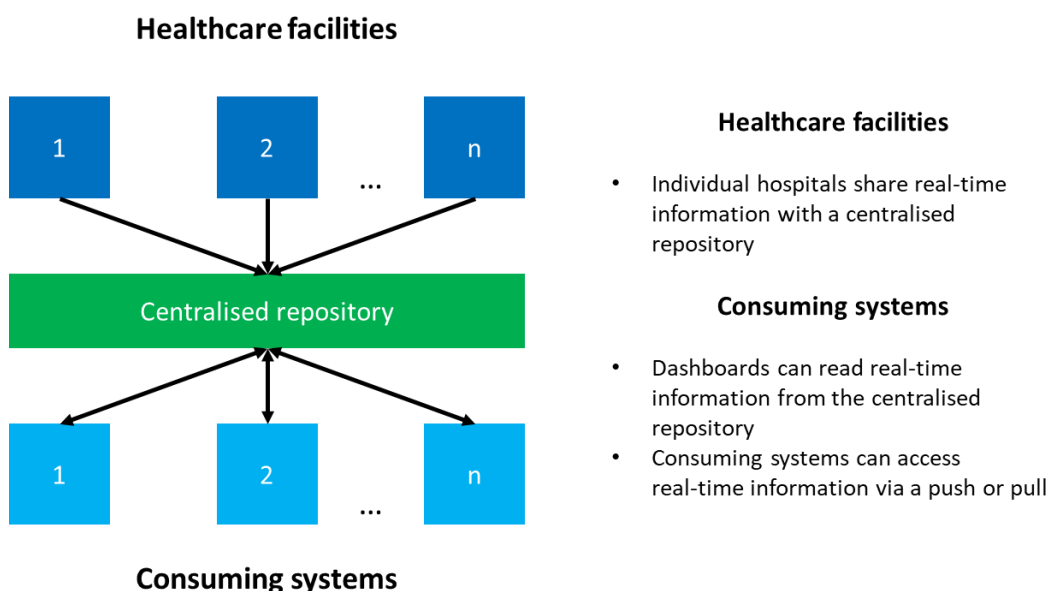 Healthcare facilities
1
2
...
n
Centralised repository
1
2
...
n
Consuming systems
Healthcare facilities
• Individual hospitals share real-time
information with a centralised
repository
Consuming systems
• Dashboards can read real-time
information from the centralised
repository
• Consuming systems can access
real-time information via a push or pull